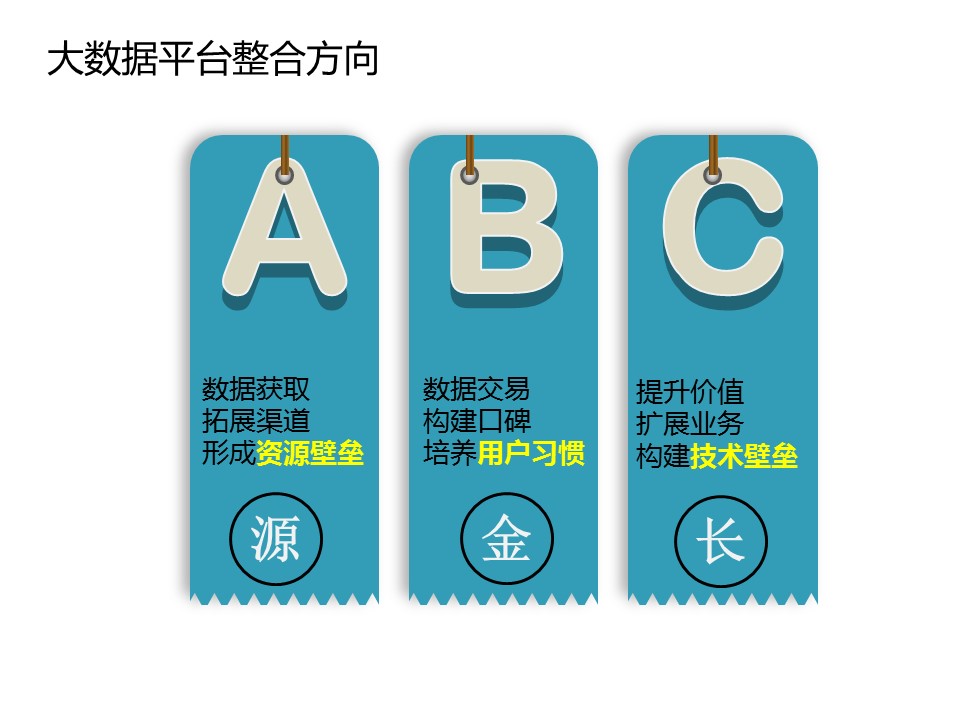 大数据平台整合方向
A
数据获取
拓展渠道
形成资源壁垒
源
B
数据交易
构建口碑
培养用户习惯
金
C
提升价值
扩展业务
构建技术壁垒
长